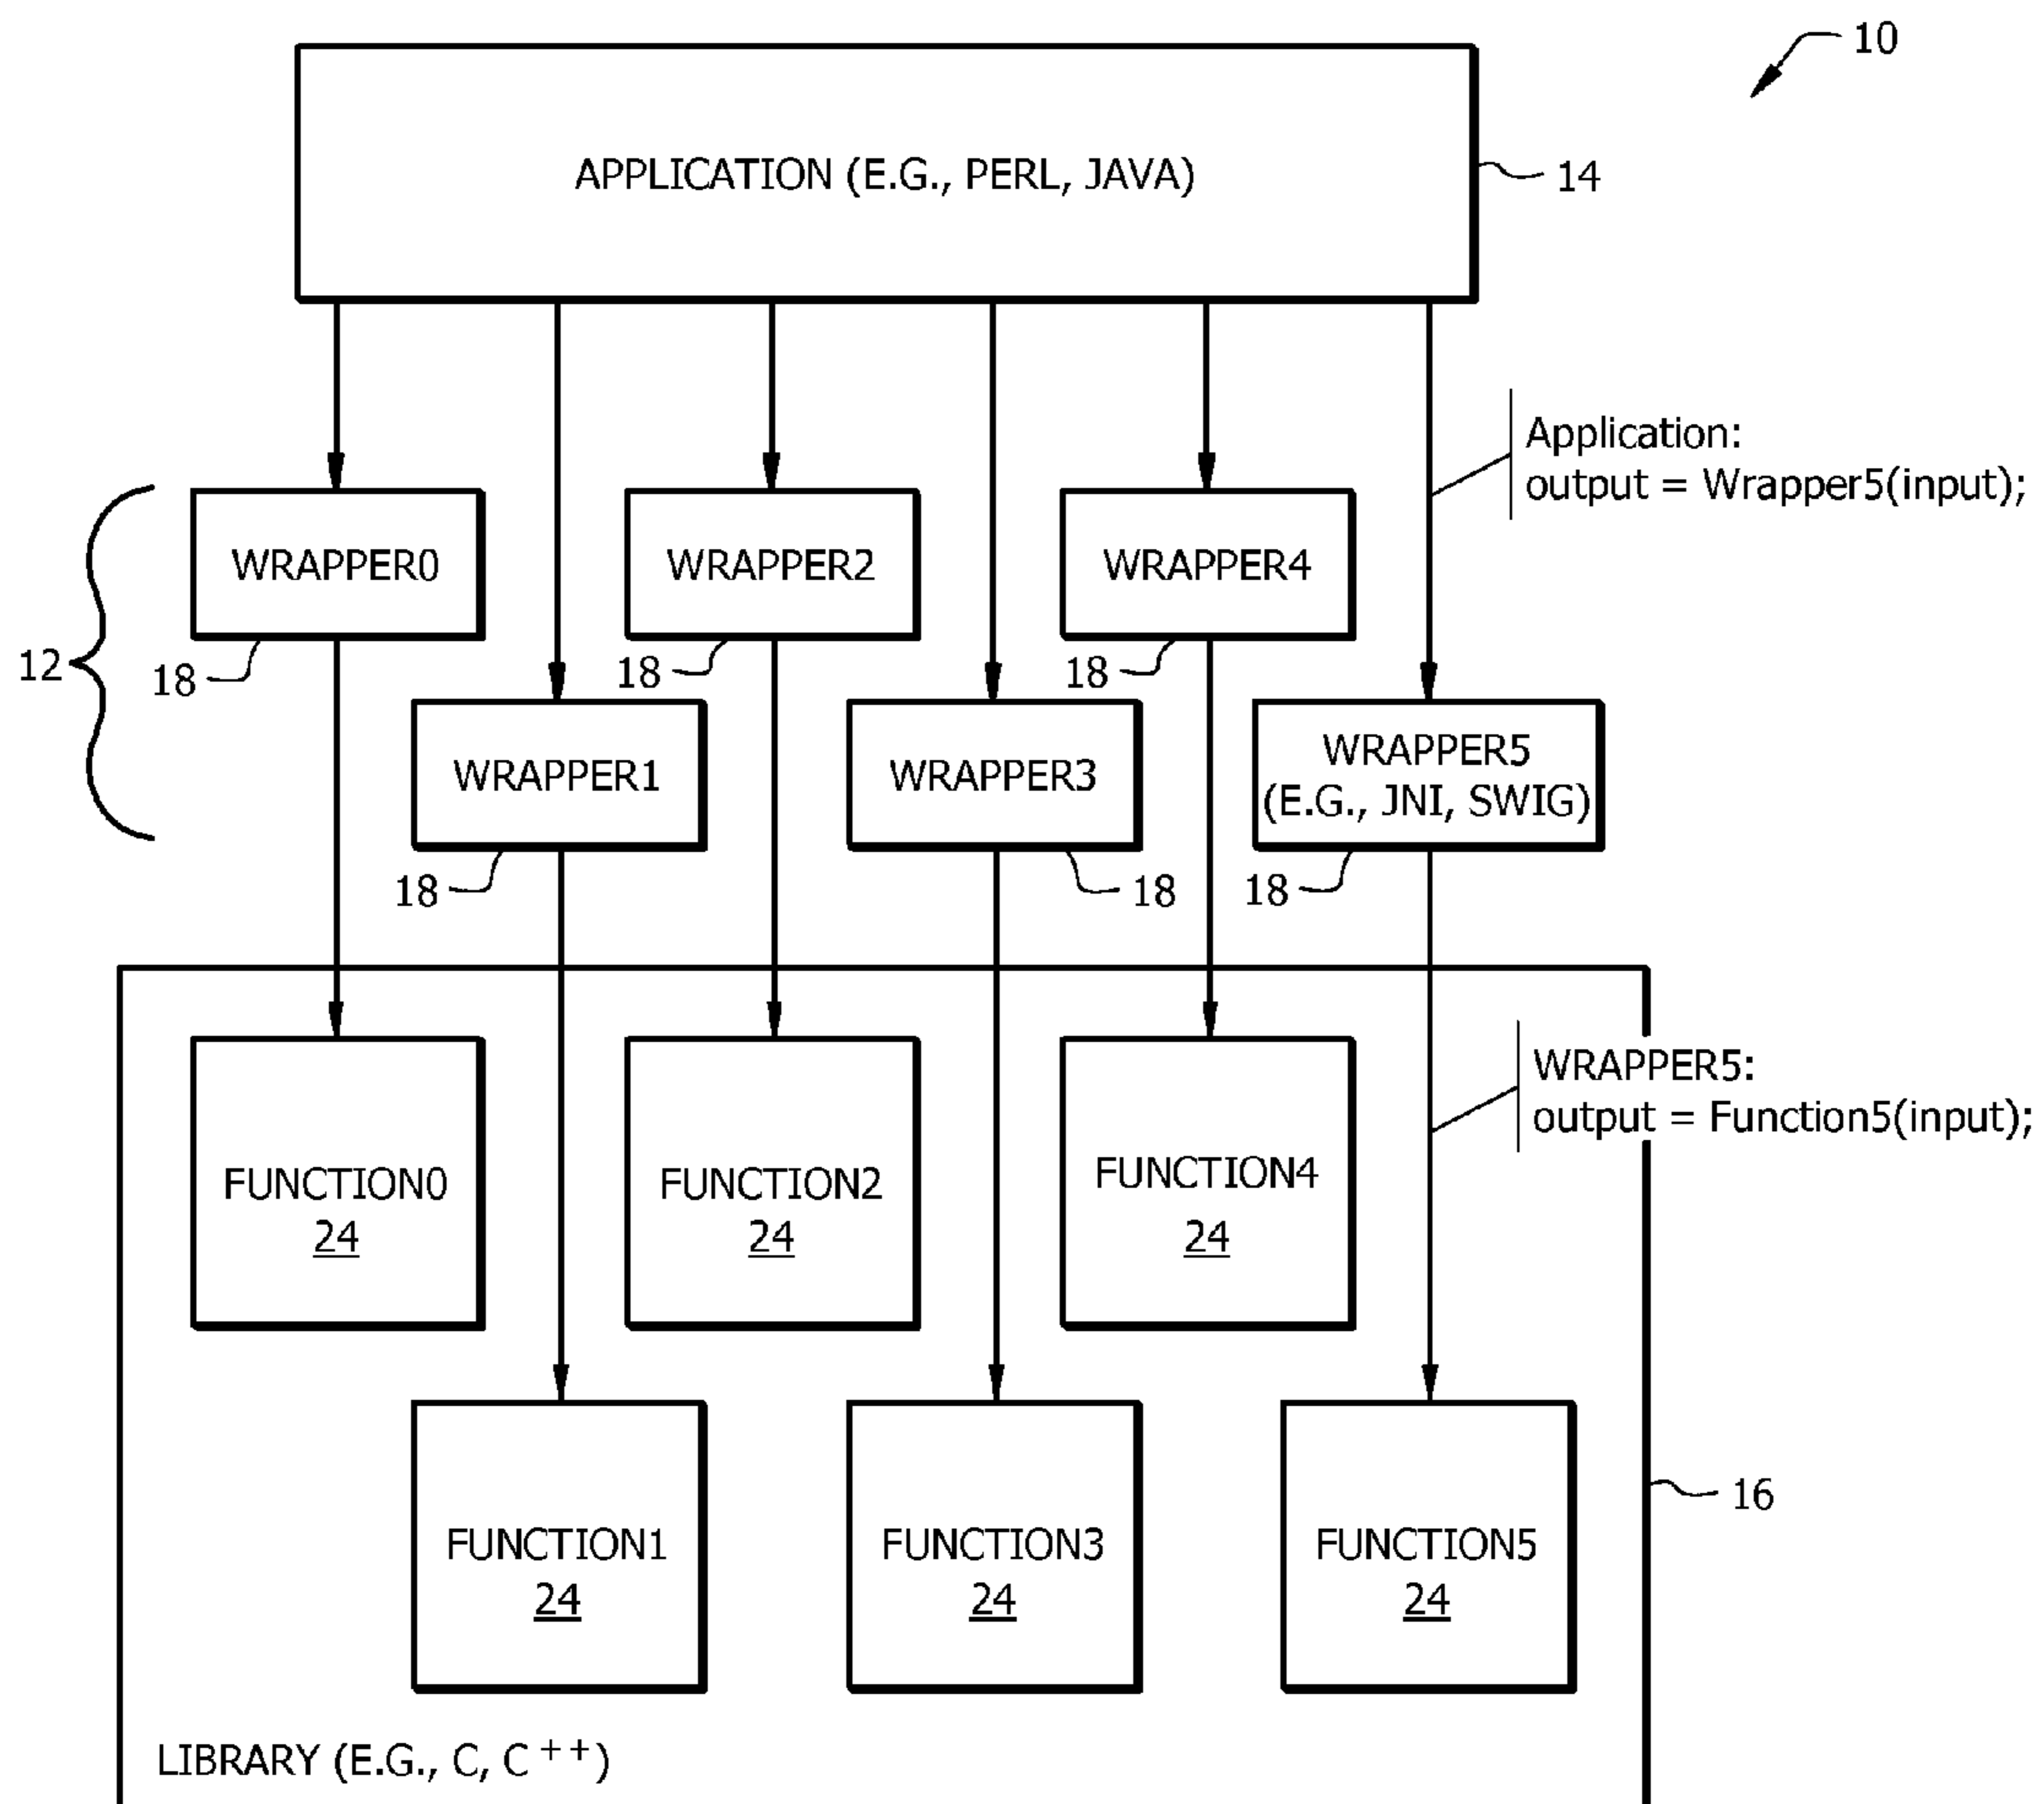 10
APPLICATION (E.G., PERL, JAVA)
14
Application:
output = Wrapper5(input);
WRAPPER0
WRAPPER2
WRAPPER4
12
18
18
18
WRAPPER1
WRAPPER3
WRAPPER5
(E.G., JNI, SWIG)
18
18
18
WRAPPER5:
output = Function5(input);
FUNCTION0
24
FUNCTION2
24
FUNCTION4
24
16
FUNCTION1
24
FUNCTION3
24
FUNCTION5
24
LIBRARY (E.G., C, C++)